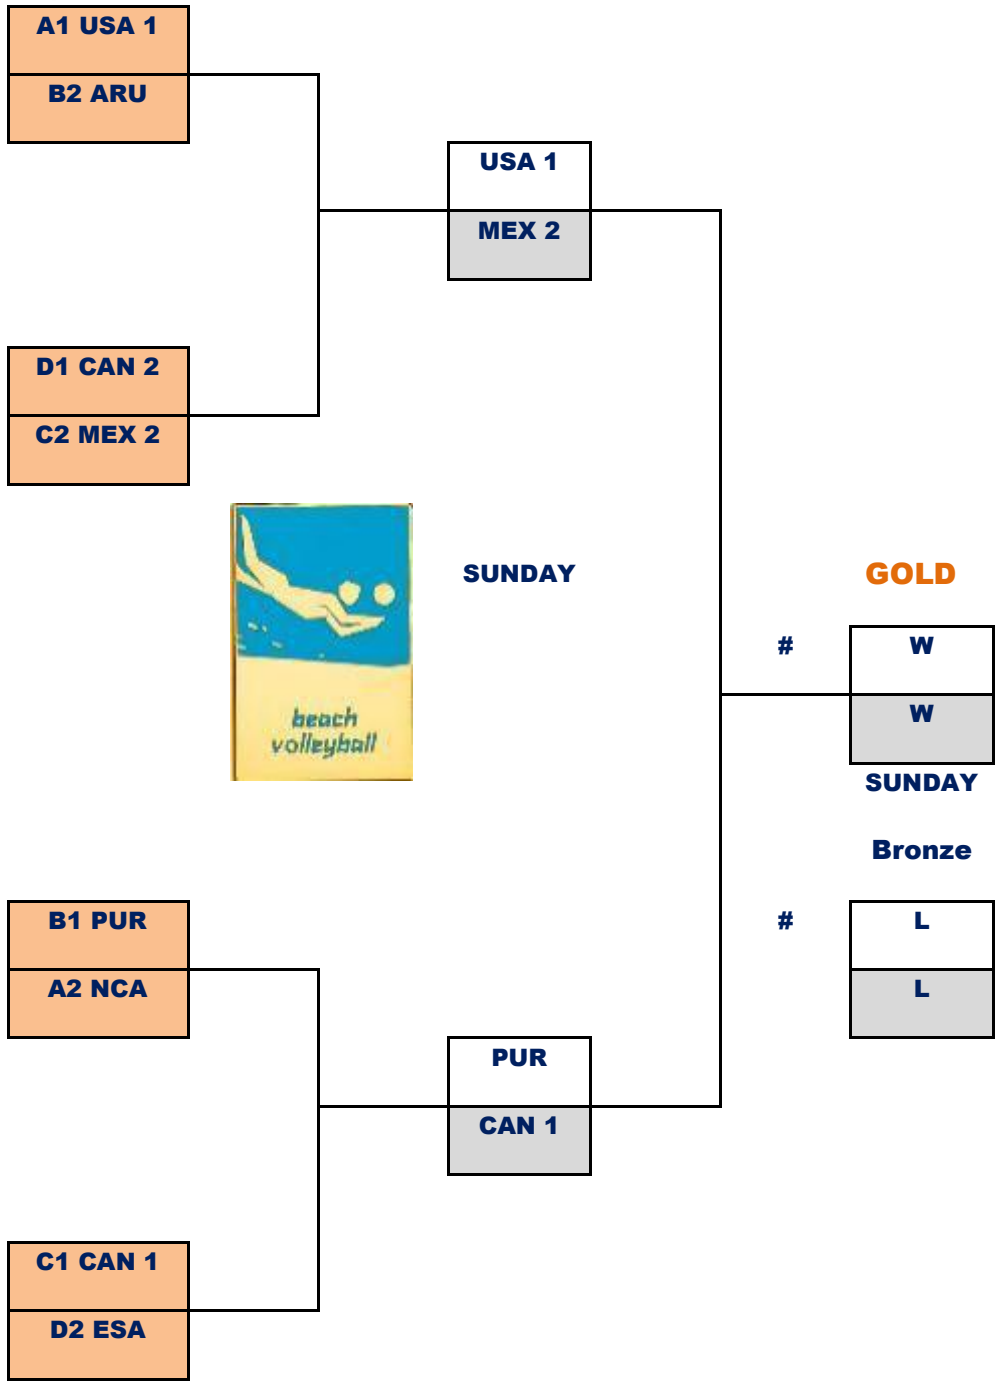 A1 USA 1
B2 ARU
USA 1
MEX 2
D1 CAN 2
C2 MEX 2
beach
volleyball
SUNDAY
GOLD
#
W
W
SUNDAY
Bronze
#
L
L
B1 PUR
A2 NCA
PUR
CAN 1
C1 CAN 1
D2 ESA